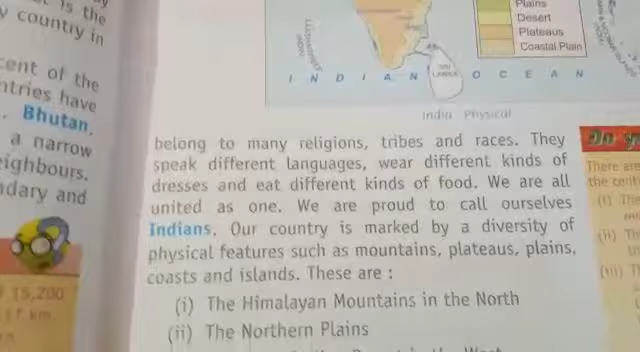 is the
y country in
cent of the
ntries have
. Bhutan,
a narrow
eighbours.
ndary and
15,200
Plains
Desert
Plateaus
Coastal Plain
SRI
LANKA
INDIAN OCEAN
India Physical
belong to many religions, tribes and races. They
speak different languages, wear different kinds of
dresses and eat different kinds of food. We are all
united as one. We are proud to call ourselves
Indians. Our country is marked by a diversity of
physical features such as mountains, plateaus, plains,
coasts and islands. These are :
(i) The Himalayan Mountains in the North
(ii) The Northern Plains
Do y
There are
the cent
(i) The
(ii) Th
(iii) T